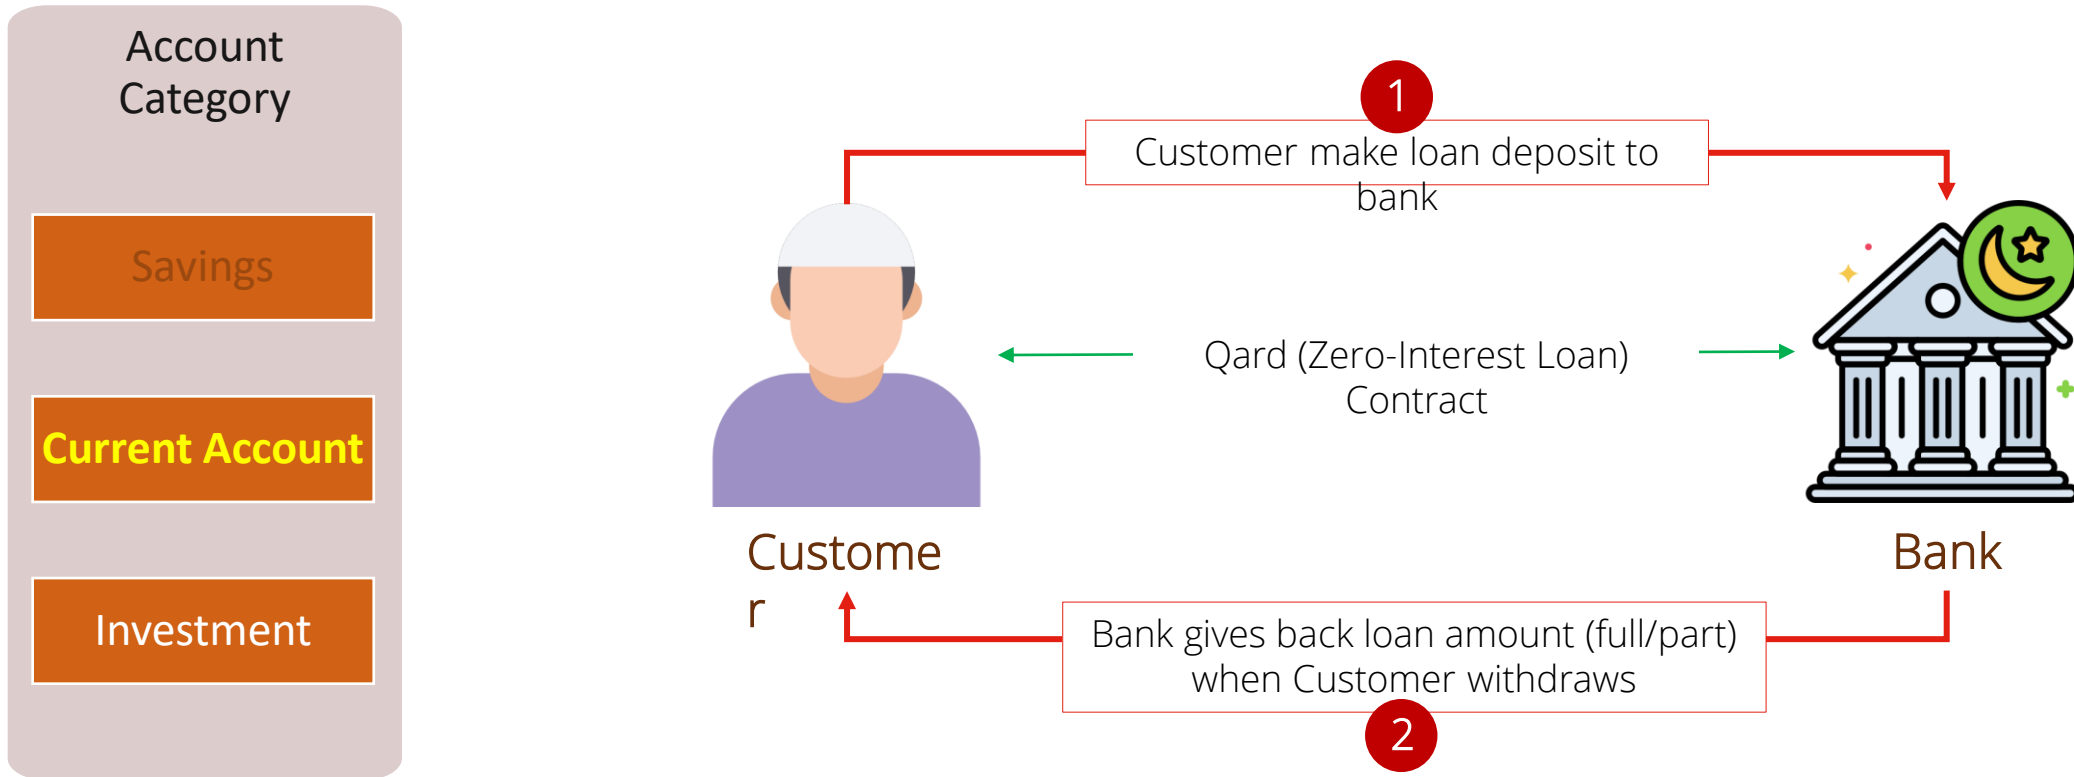 Account
Category
Savings
Current Account
Investment
1
Customer make loan deposit to
bank
Qard (Zero-Interest Loan)
Contract
Custome
r
Bank
Bank gives back loan amount (full/part)
when Customer withdraws
2